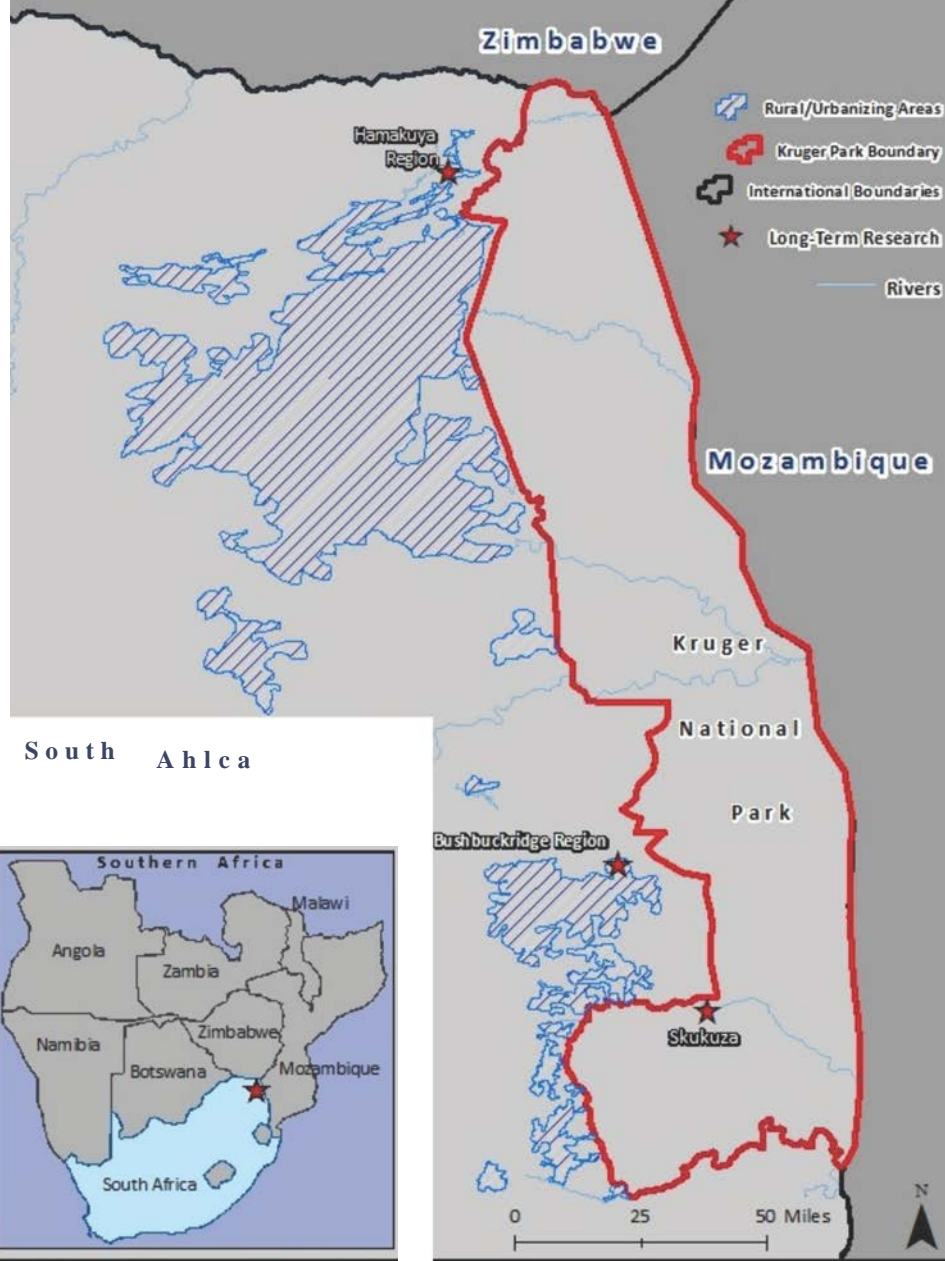 Zimbabwe
Rural/Urbanizing Areas
Hamakuya
Region
Kruger Park Boundary
International Boundaries
Long-Term Research
Rivers
Mozambique
Kruger
National
Park
South Ahlca
Bushbuckridge Region
Skukuza
Southern Africa
Malawi
Angola
Zambia
Zimbabwe
Namibia
Botswana
Mozambique
South Africa
0 25 50 Miles
N